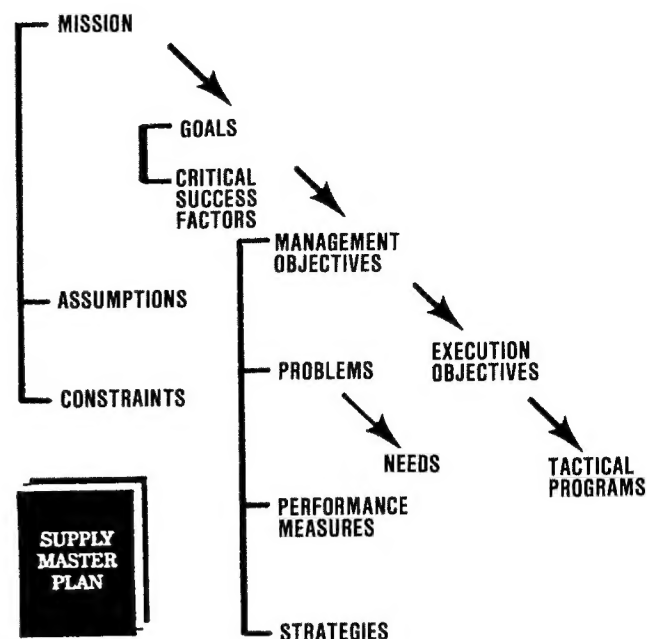 MISSION
GOALS
CRITICAL
SUCCESS
FACTORS
MANAGEMENT
OBJECTIVES
ASSUMPTIONS
EXECUTION
OBJECTIVES
PROBLEMS
CONSTRAINTS
NEEDS
TACTICAL
PROGRAMS
PERFORMANCE
MEASURES
SUPPLY
MASTER
PLAN
STRATEGIES